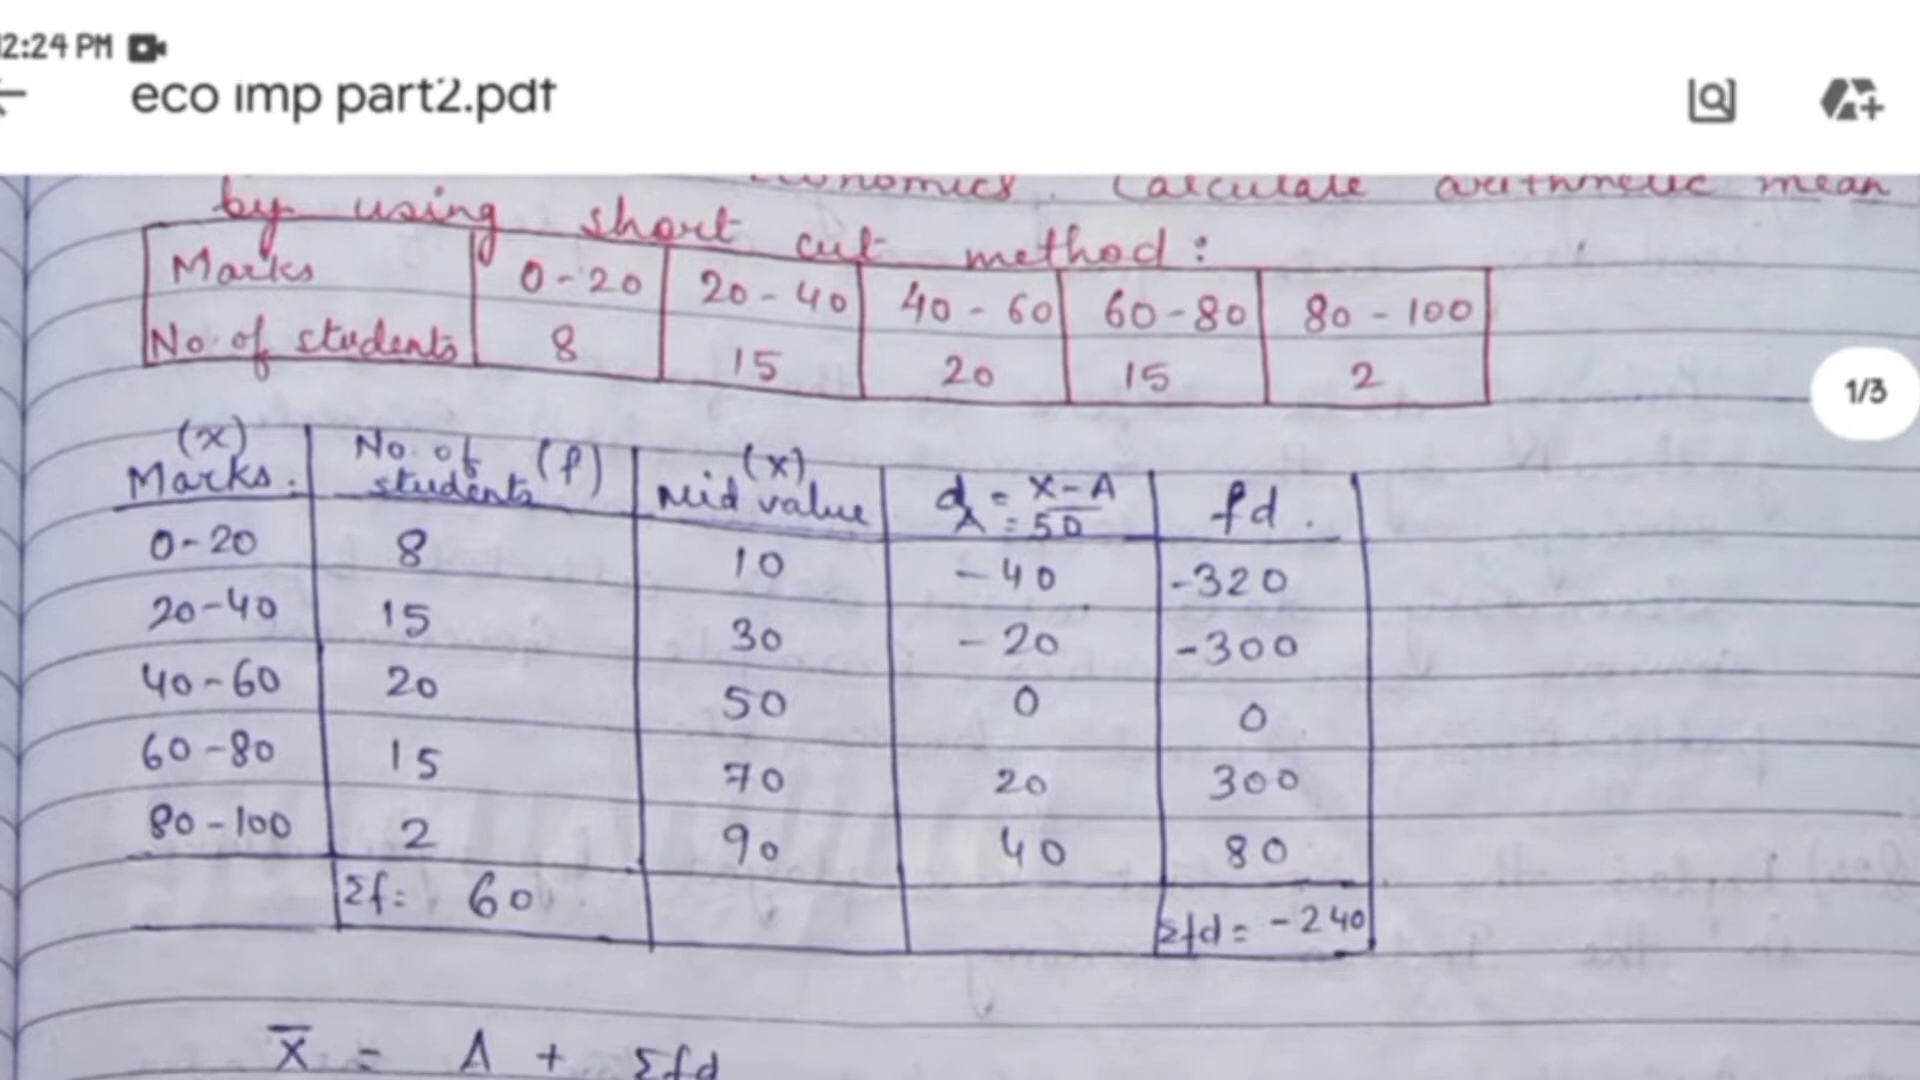 2:24 PM
eco imp part2.pdf
Economics. Calculate arithmetic mean
by using short cut method:
Marks 0-20 20-40 40-60 60-80 80-100
No. of students 8 15 20 15 2
1/3
(x) Marks. No. of students (f) (x) Mid value d = x-A A = 50 fd.
0-20 8 10 -40 -320
20-40 15 30 -20 -300
40-60 20 50 0 0
60-80 15 70 20 300
80-100 2 90 40 80
Σf= 60 Σfd = -240
X̅ = A + Σfd